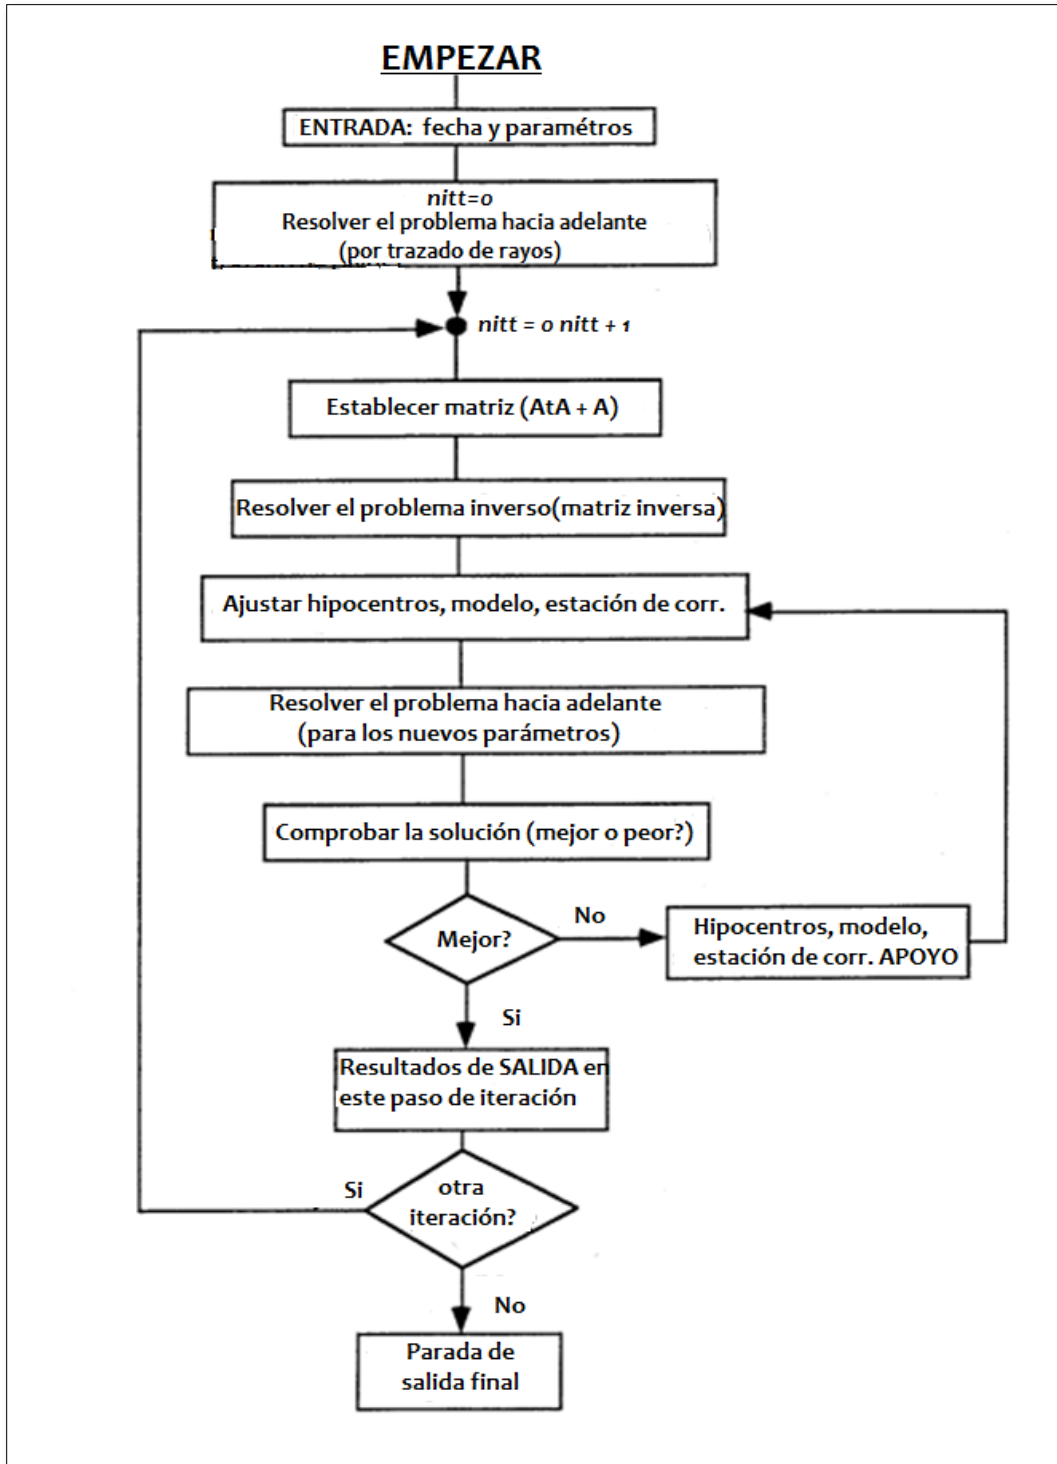 EMPEZAR
ENTRADA: fecha y paramétros
nitt=0
Resolver el problema hacia adelante
(por trazado de rayos)
nitt = 0 nitt + 1
Establecer matriz (AtA + A)
Resolver el problema inverso(matriz inversa)
Ajustar hipocentros, modelo, estación de corr.
Resolver el problema hacia adelante
(para los nuevos parámetros)
Comprobar la solución (mejor o peor?)
Mejor?
No
Hipocentros, modelo,
estación de corr. APOYO
Si
Resultados de SALIDA en
este paso de iteración
Si
otra
iteración?
No
Parada de
salida final